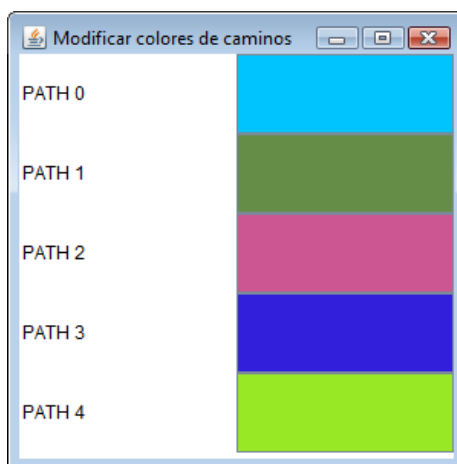 Modificar colores de caminos
PATH 0
PATH 1
PATH 2
PATH 3
PATH 4